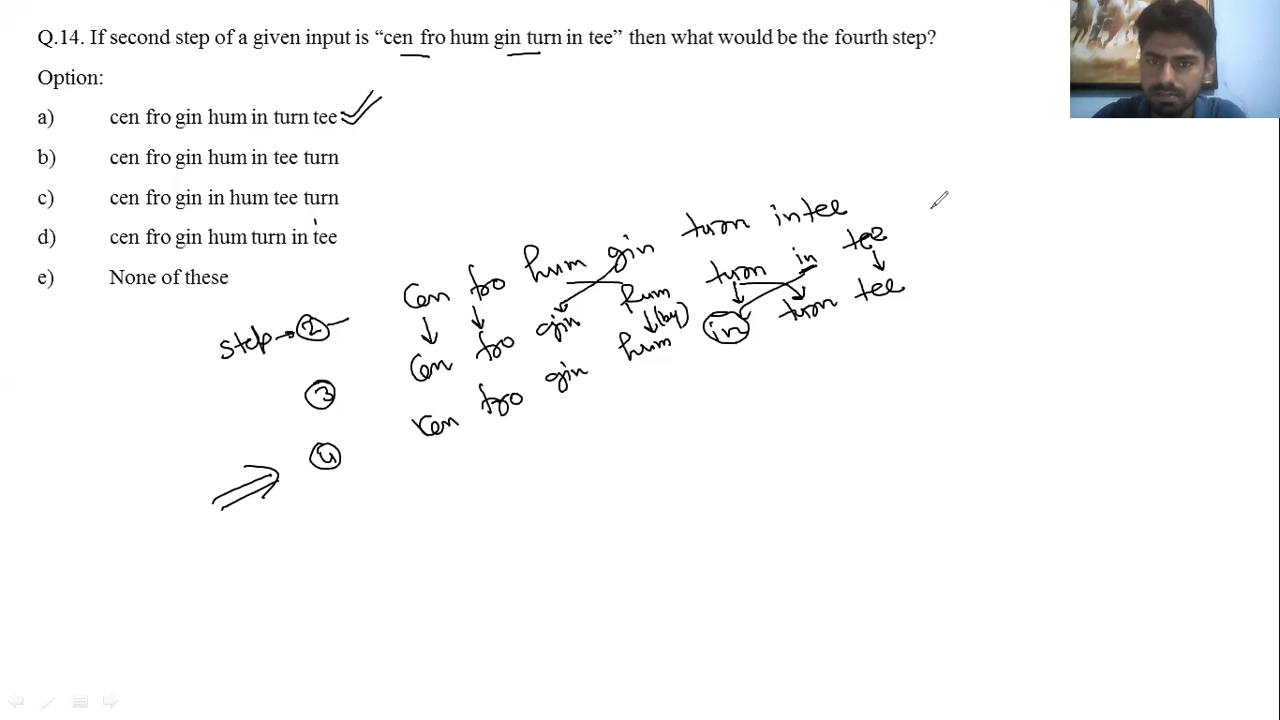 Q.14. If second step of a given input is “cen fro hum gin turn in tee” then what would be the fourth step?
Option:
a) cen fro gin hum in turn tee
b) cen fro gin hum in tee turn
c) cen fro gin in hum tee turn
d) cen fro gin hum turn in tee
e) None of these
step → 2 Cen fro hum gin turn in tee
3 Cen fro gin hum turn in tee
4 Cen fro gin hum (by) in turn tee